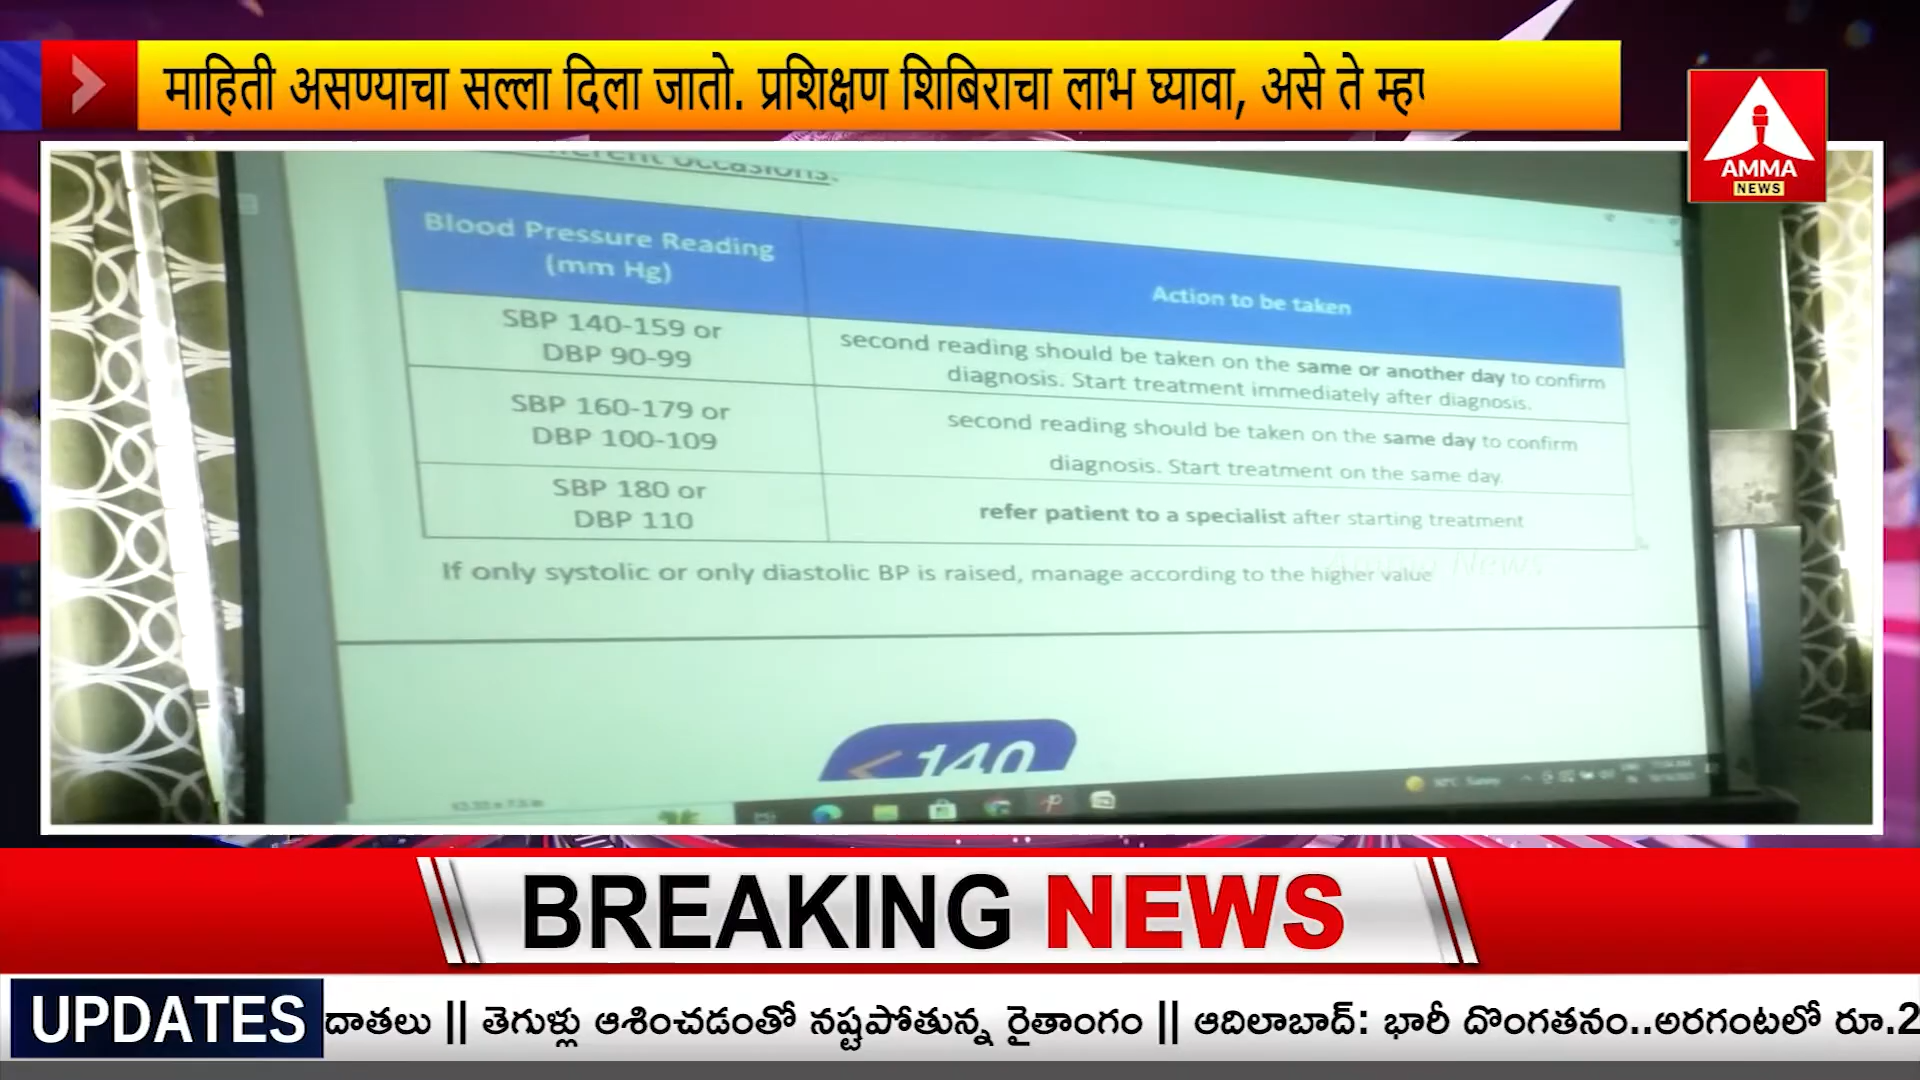 माहिती असण्याचा सल्ला दिला जातो. प्रशिक्षण शिबिराचा लाभ घ्यावा, असे ते
AMMA
NEWS
occasions.
Blood Pressure Reading
(mm Hg)
Action to be taken
SBP 140-159 or
DBP 90-99
second reading should be taken on the same or another day to confirm
diagnosis. Start treatment immediately after diagnosis.
SBP 160-179 or
DBP 100-109
second reading should be taken on the same day to confirm
diagnosis. Start treatment on the same day.
SBP 180 or
DBP 110
refer patient to a specialist after starting treatment
If only systolic or only diastolic BP is raised, manage according to the higher value
Amma News
<140
30°C Sunny
BREAKING NEWS
UPDATES
దాతలు || తెగుళ్లు ఆశించడంతో నష్టపోతున్న రైతాంగం || ఆదిలాబాద్: భారీ దొంగతనం..అరగంటలో రూ.2